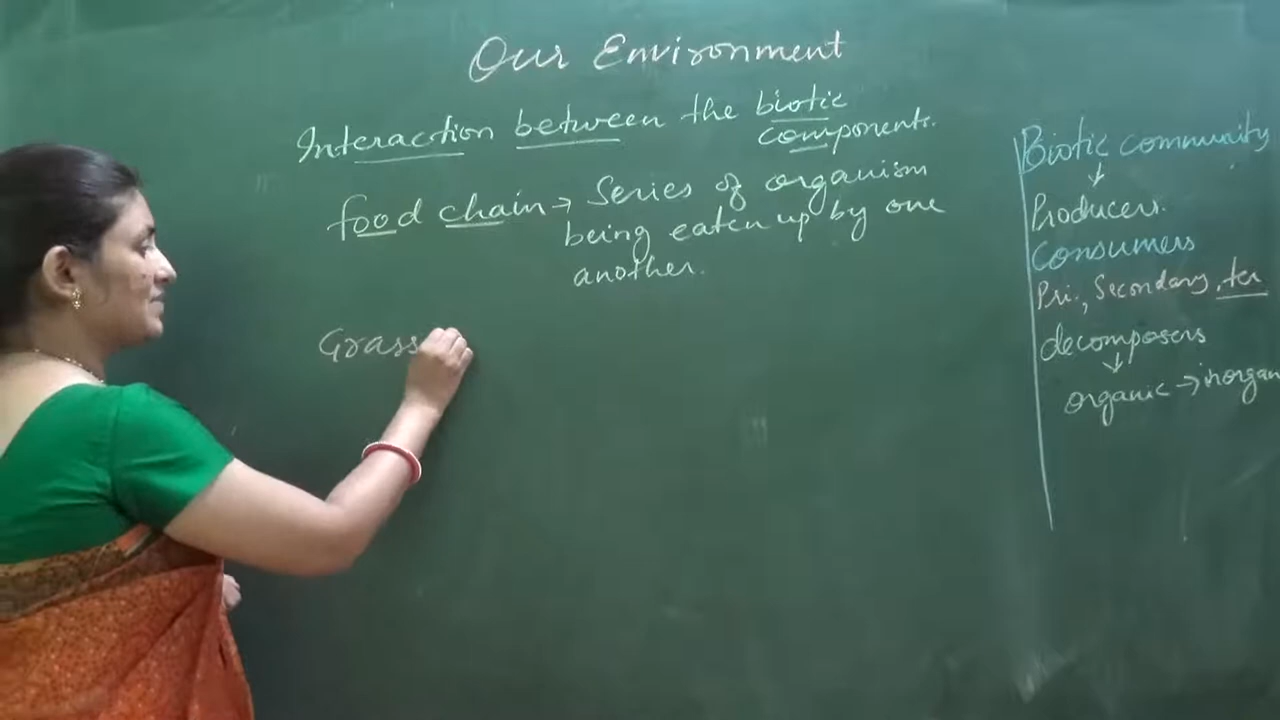 Our Environment
Interaction between the biotic
components.
food chain → Series of organism
being eaten up by one
another.
Grass
Biotic community
↓
Producers.
Consumers
Pri., Secondary, ter
decomposers
↓
organic → inorgan